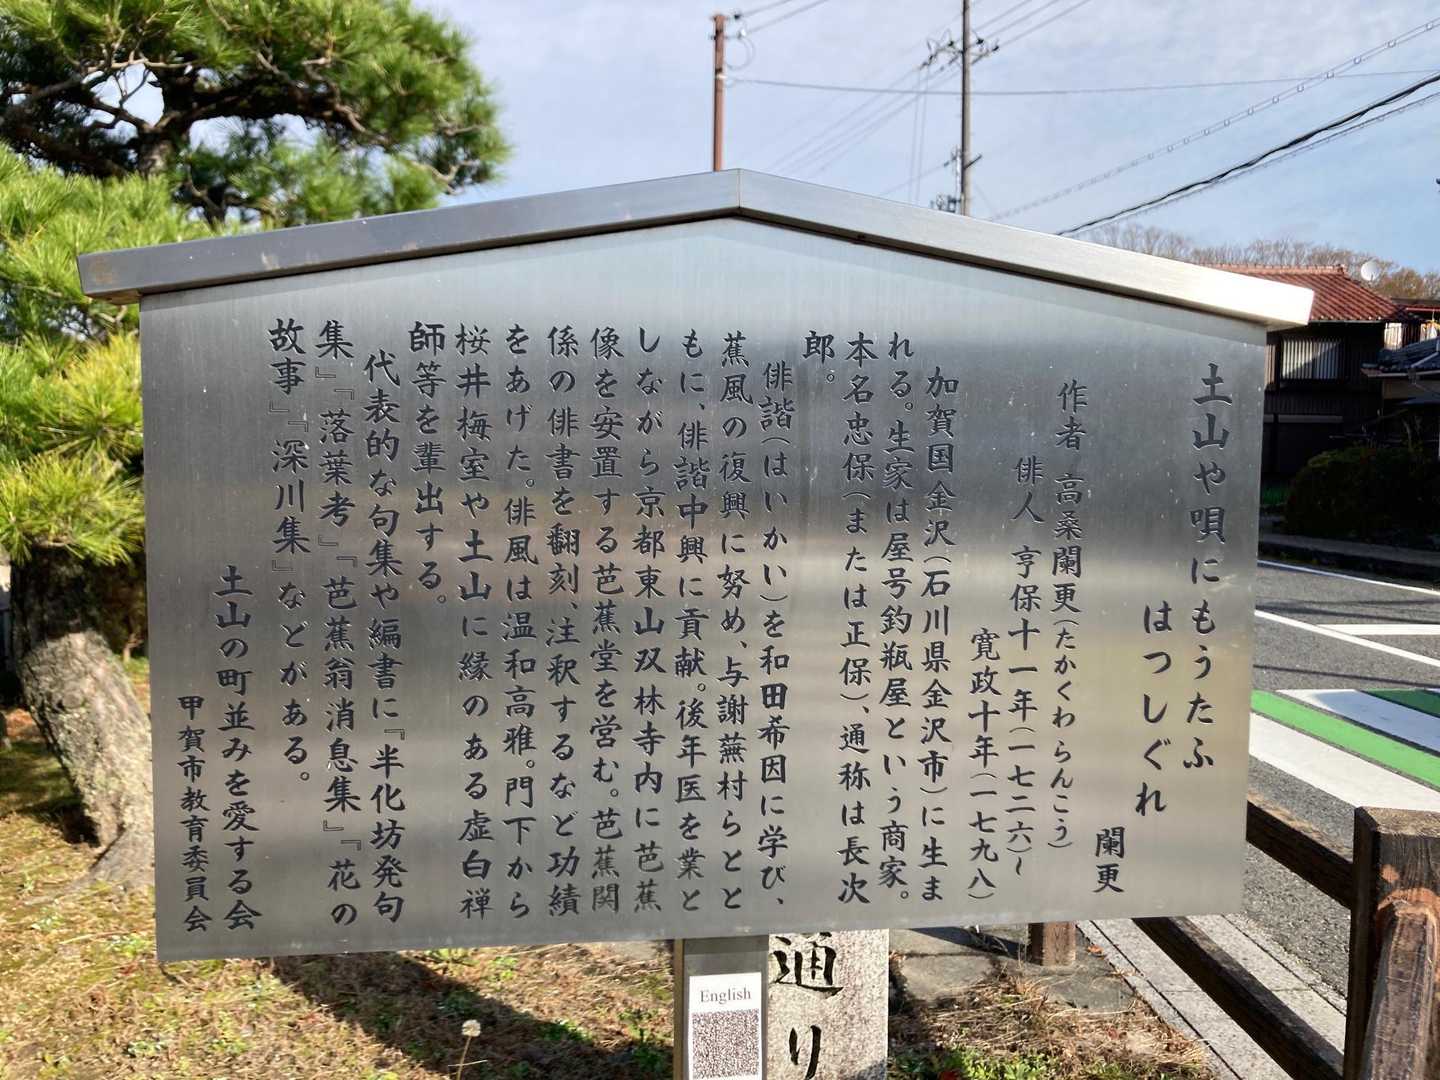 土山や唄にもうたふ
はつしぐれ
闌更
作者 高桑闌更(たかくわらんこう)
俳人 亨保十一年(一七二六)~
寛政十年(一七九八)
加賀国金沢(石川県金沢市)に生ま
れる。生家は屋号釣瓶屋という商家。
本名忠保(または正保)、通称は長次
郎。
俳諧(はいかい)を和田希因に学び、
蕉風の復興に努め、与謝蕪村らとと
もに、俳諧中興に貢献。後年医を業と
しながら京都東山双林寺内に芭蕉
像を安置する芭蕉堂を営む。芭蕉関
係の俳書を翻刻、注釈するなど功績
をあげた。俳風は温和高雅。門下から
桜井梅室や土山に縁のある虚白禅
師等を輩出する。
代表的な句集や編書に『半化坊発句
集』『落葉考』『芭蕉翁消息集』『花の
故事』『深川集』などがある。
土山の町並みを愛する会
甲賀市教育委員会
通り
English